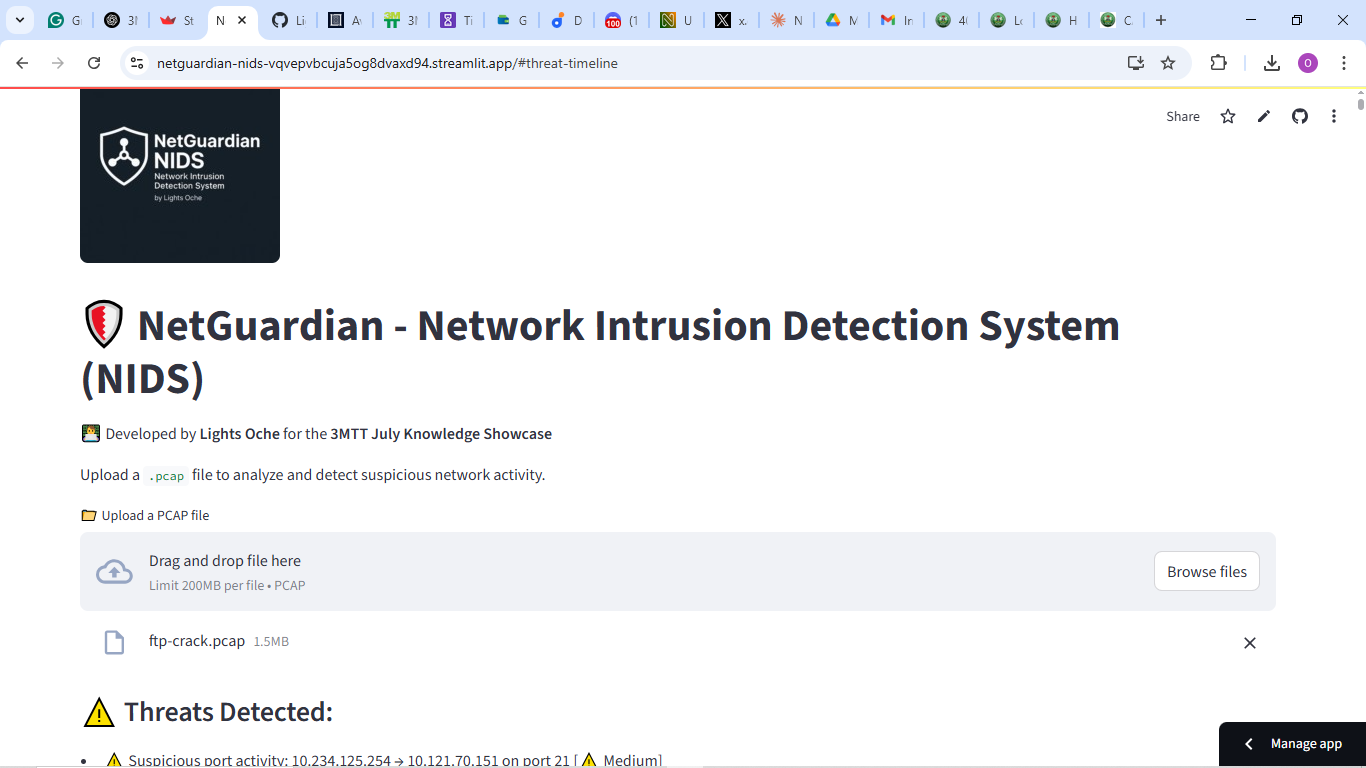 G
3M
St
N
Li
A
3M
Ti
G
D
(1
U
x.
N
M
In
40
Lo
H
C
netguardian-nids-vqvepvbcuja5og8dvaxd94.streamlit.app/#threat-timeline
O
Share
NetGuardian
NIDS
Network Intrusion
Detection System
by Lights Oche
NetGuardian - Network Intrusion Detection System
(NIDS)
Developed by Lights Oche for the 3MTT July Knowledge Showcase
Upload a .pcap file to analyze and detect suspicious network activity.
Upload a PCAP file
Drag and drop file here
Limit 200MB per file • PCAP
Browse files
ftp-crack.pcap 1.5MB
Threats Detected:
Suspicious port activity: 10.234.125.254 → 10.121.70.151 on port 21 [⚠ Medium]
Manage app